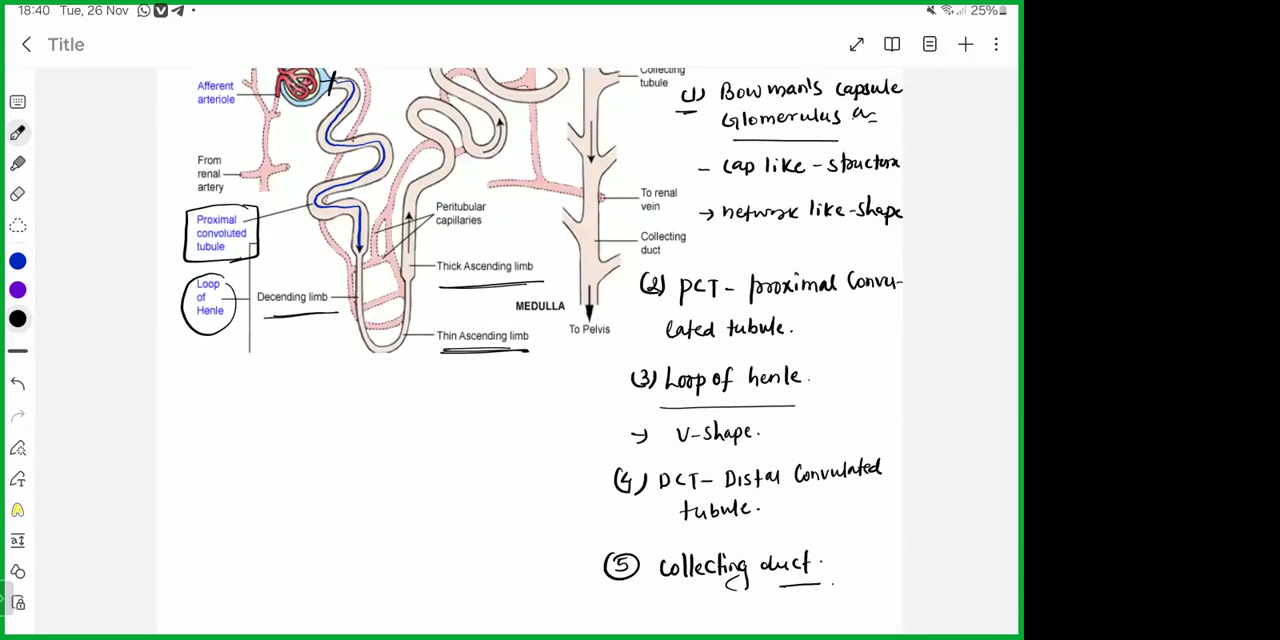 18:40 Tue, 26 Nov
25%
Title
Afferent
arteriole
From
renal
artery
Proximal
convoluted
tubule
Loop
of
Henle
Decending limb
Peritubular
capillaries
Thick Ascending limb
MEDULLA
Thin Ascending limb
Collecting
tubule
To renal
vein
Collecting
duct
To Pelvis
(1) Bowman's capsule
Glomerulus
- cap like-structure
→ network like-shape
(2) PCT - proximal Convu-
lated tubule.
(3) Loop of henle.
→ V-shape.
(4) DCT- Distal Convulated
tubule.
(5) collecting duct.